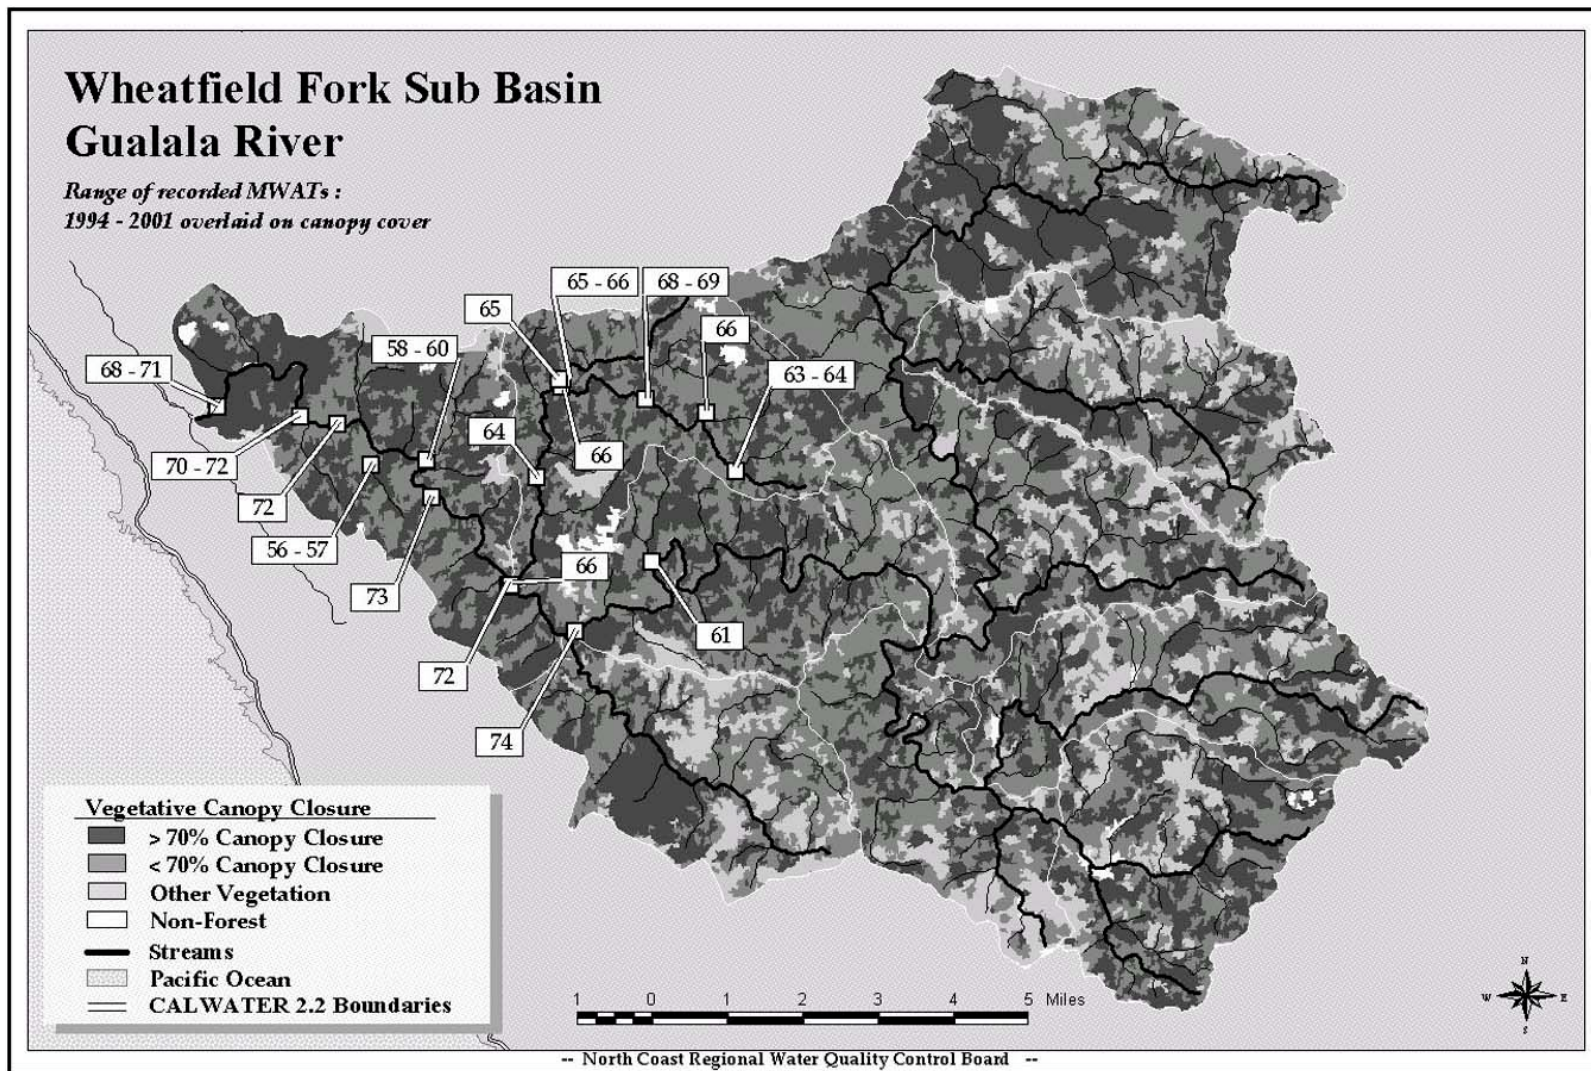 Wheatfield Fork Sub Basin
Gualala River
Range of recorded MWATs :
1994 - 2001 overlaid on canopy cover
65 - 66
68 - 69
65
66
58 - 60
68 - 71
63 - 64
64
66
70 - 72
72
56 - 57
66
73
61
72
74
Vegetative Canopy Closure
> 70% Canopy Closure
< 70% Canopy Closure
Other Vegetation
Non-Forest
Streams
Pacific Ocean
CALWATER 2.2 Boundaries
1 0 1 2 3 4 5 Miles
N
W E
S
-- North Coast Regional Water Quality Control Board --